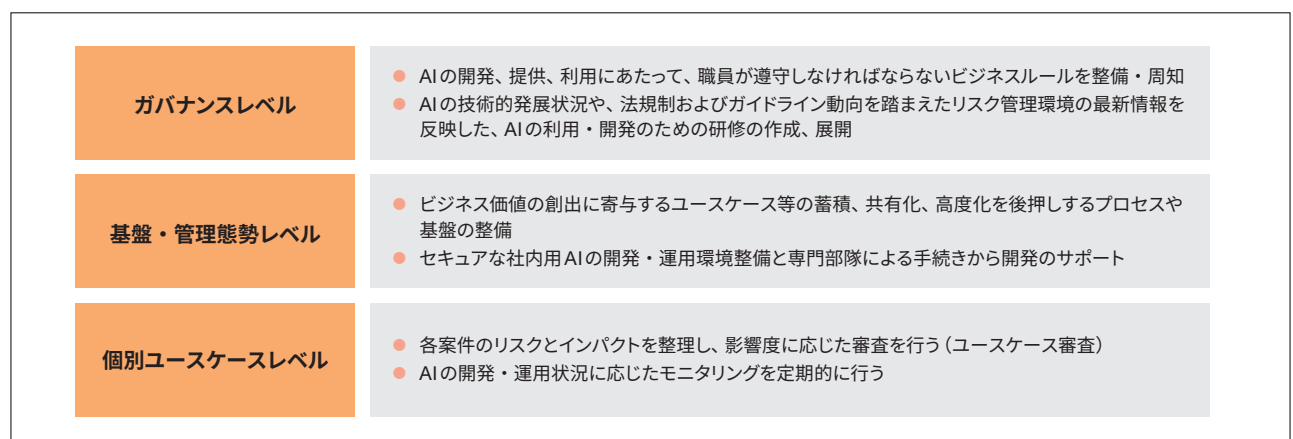 ガバナンスレベル
● AIの開発、提供、利用にあたって、職員が遵守しなければならないビジネスルールを整備・周知
● AIの技術的発展状況や、法規制およびガイドライン動向を踏まえたリスク管理環境の最新情報を
反映した、AIの利用・開発のための研修の作成、展開
基盤・管理態勢レベル
● ビジネス価値の創出に寄与するユースケース等の蓄積、共有化、高度化を後押しするプロセスや
基盤の整備
● セキュアな社内用AIの開発・運用環境整備と専門部隊による手続きから開発のサポート
個別ユースケースレベル
● 各案件のリスクとインパクトを整理し、影響度に応じた審査を行う（ユースケース審査）
● AIの開発・運用状況に応じたモニタリングを定期的に行う